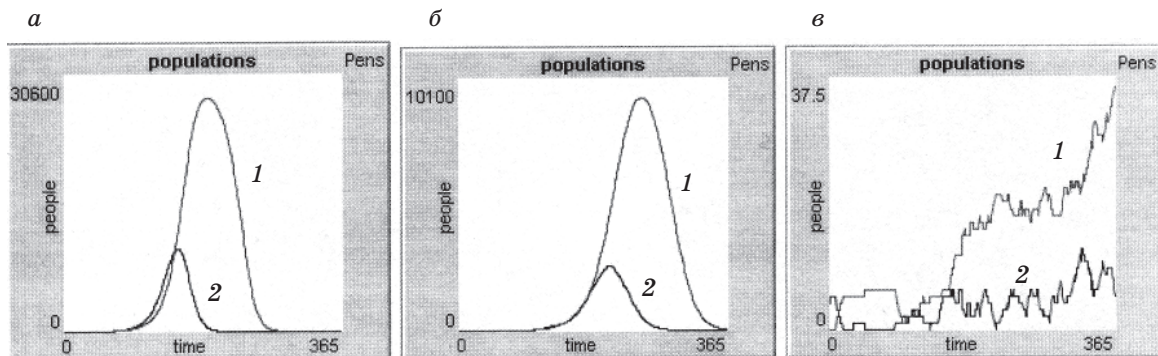 а
populations Pens
30600
1
people
2
0
0 time 365
б
populations Pens
10100
1
people
2
0
0 time 365
в
populations Pens
37.5
1
people
2
0
0 time 365